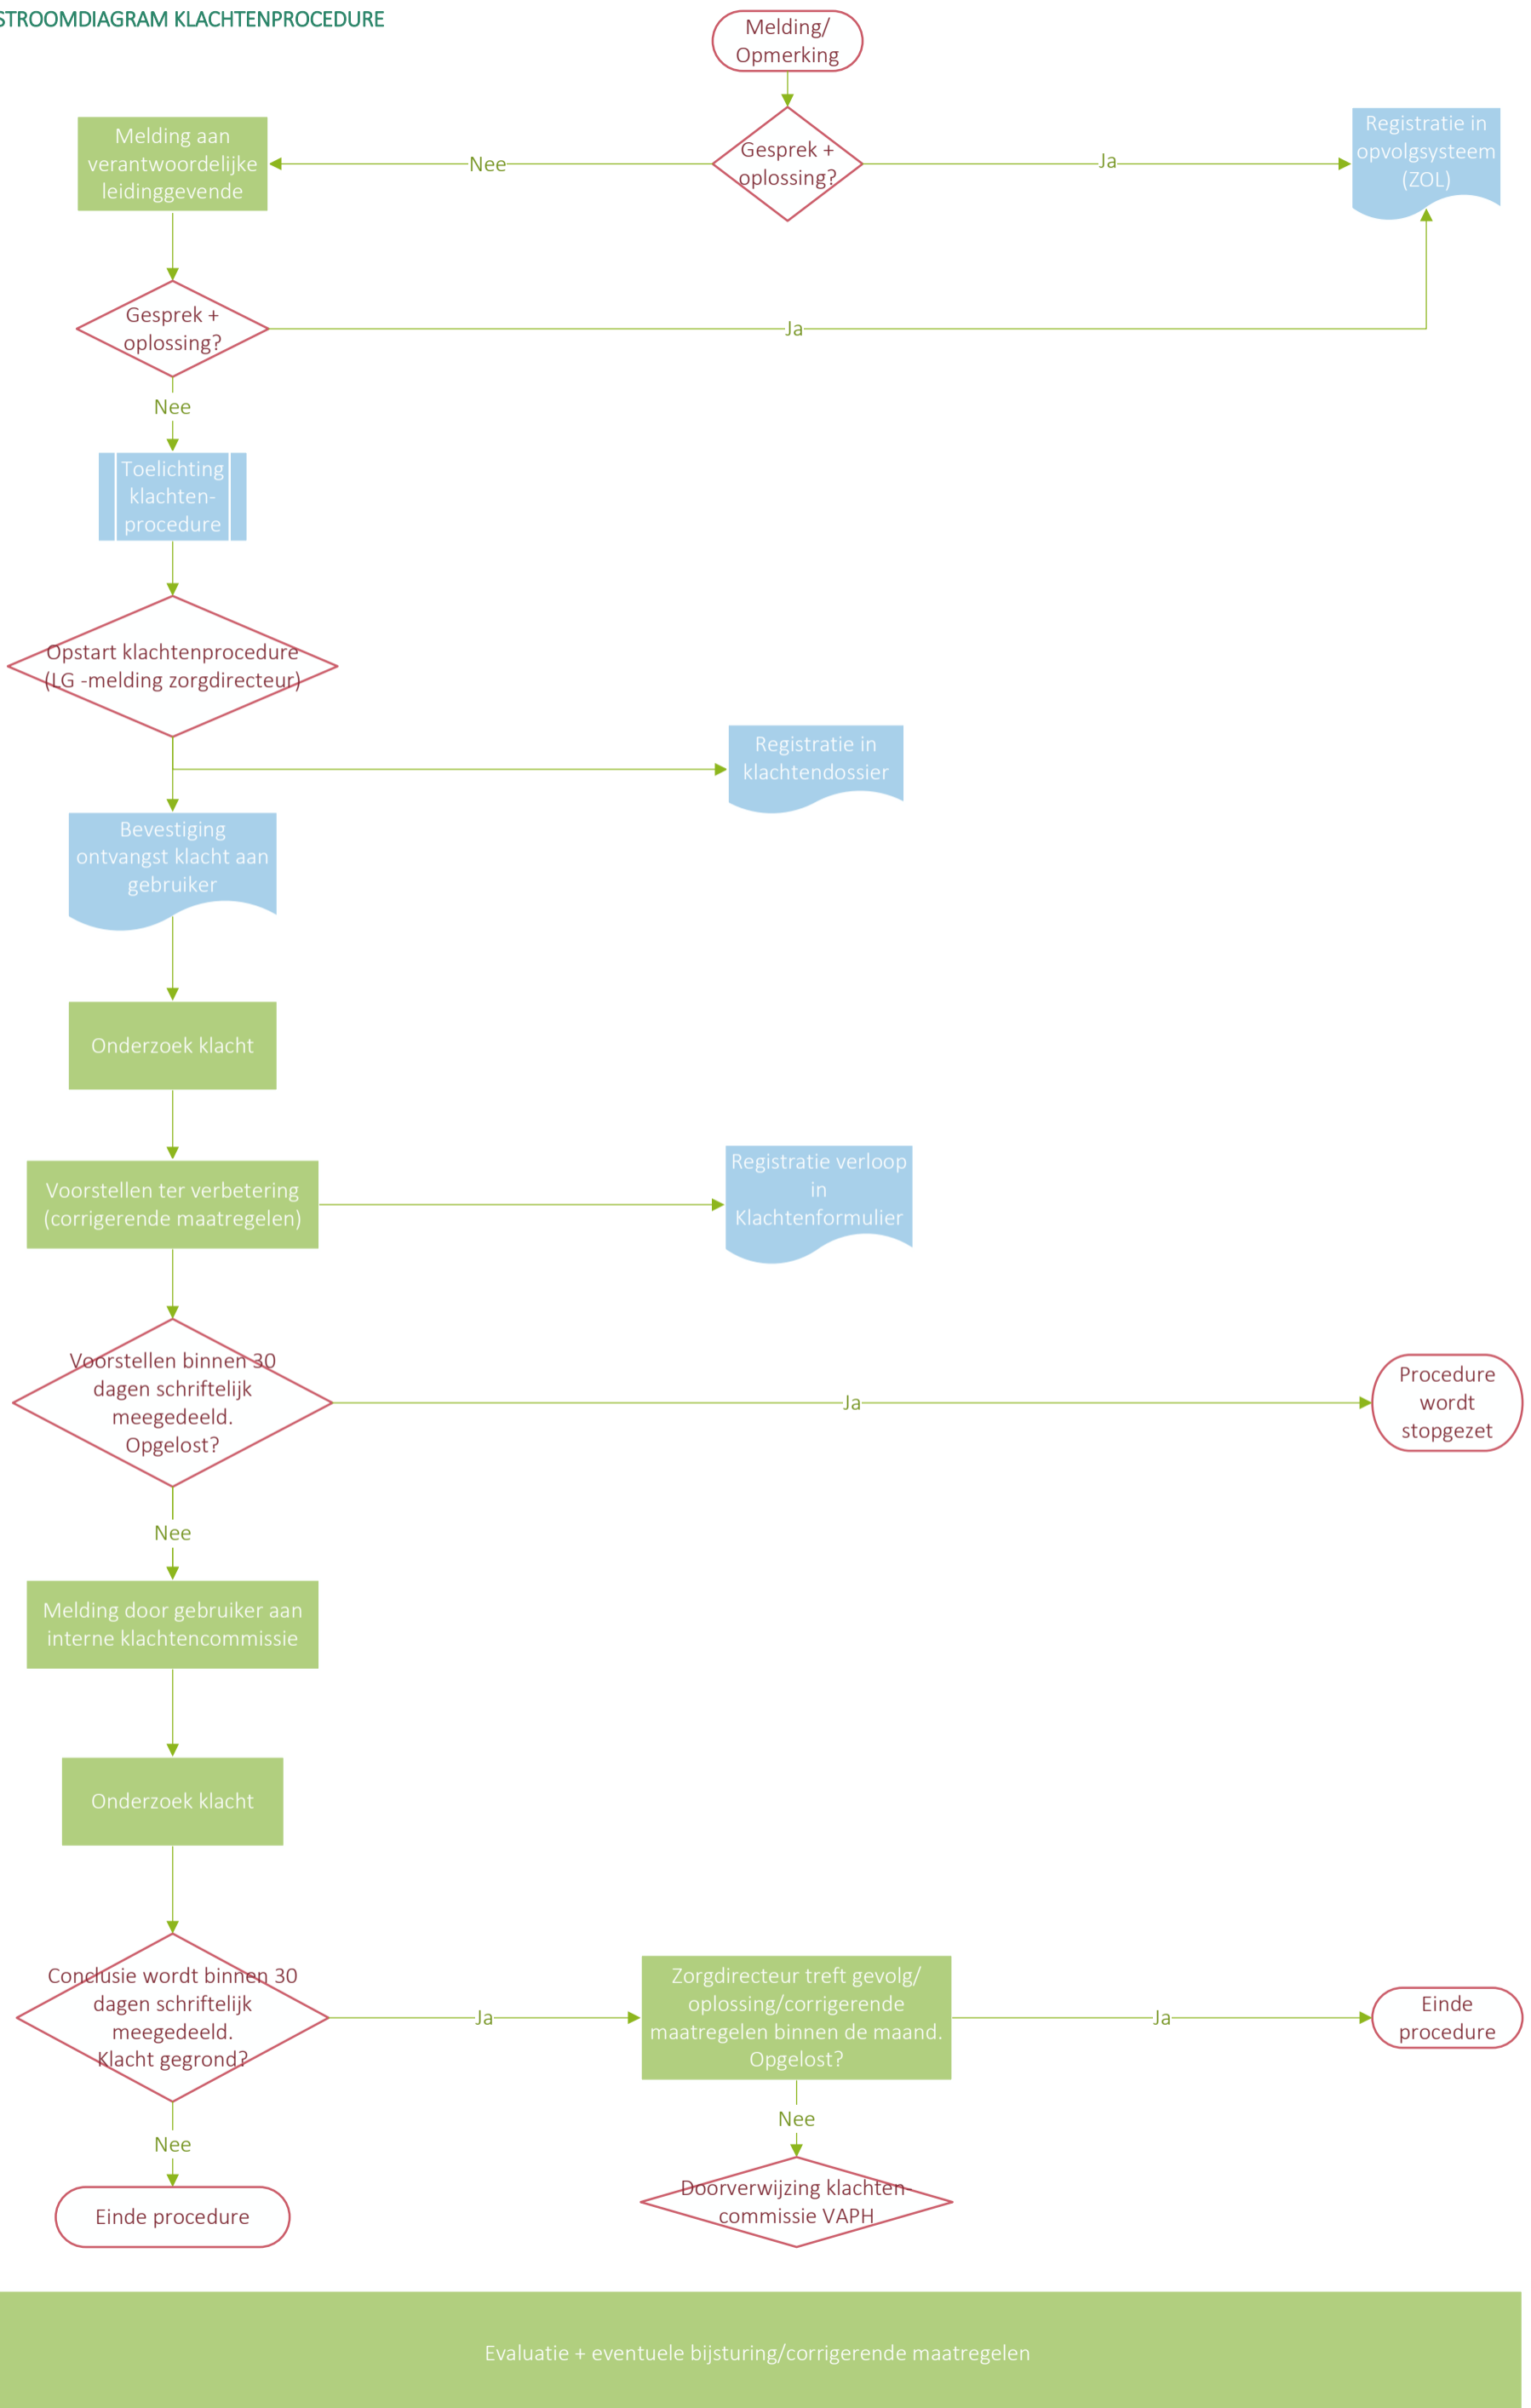 STROOMDIAGRAM KLACHTENPROCEDURE
Melding/
Opmerking
Melding aan
verantwoordelijke
leidinggevende
Nee
Gesprek +
oplossing?
Ja
Registratie in
opvolgsysteem
(ZOL)
Gesprek +
oplossing?
Ja
Nee
Toelichting
klachten-
procedure
Opstart klachtenprocedure
(LG -melding zorgdirecteur)
Registratie in
klachtendossier
Bevestiging
ontvangst klacht aan
gebruiker
Onderzoek klacht
Voorstellen ter verbetering
(corrigerende maatregelen)
Registratie verloop
in
Klachtenformulier
Voorstellen binnen 30
dagen schriftelijk
meegedeeld.
Opgelost?
Ja
Procedure
wordt
stopgezet
Nee
Melding door gebruiker aan
interne klachtencommissie
Onderzoek klacht
Conclusie wordt binnen 30
dagen schriftelijk
meegedeeld.
Klacht gegrond?
Ja
Zorgdirecteur treft gevolg/
oplossing/corrigerende
maatregelen binnen de maand.
Opgelost?
Ja
Einde
procedure
Nee
Nee
Einde procedure
Doorverwijzing klachten-
commissie VAPH
Evaluatie + eventuele bijsturing/corrigerende maatregelen